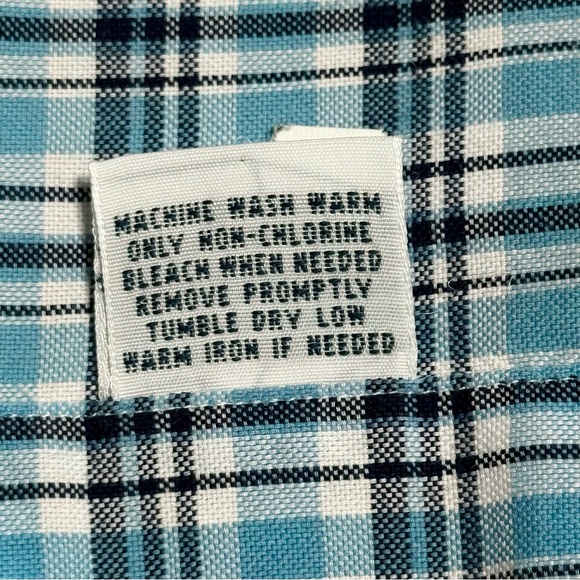 MACHINE WASH WARM
ONLY NON-CHLORINE
BLEACH WHEN NEEDED
REMOVE PROMPTLY
TUMBLE DRY LOW
WARM IRON IF NEEDED